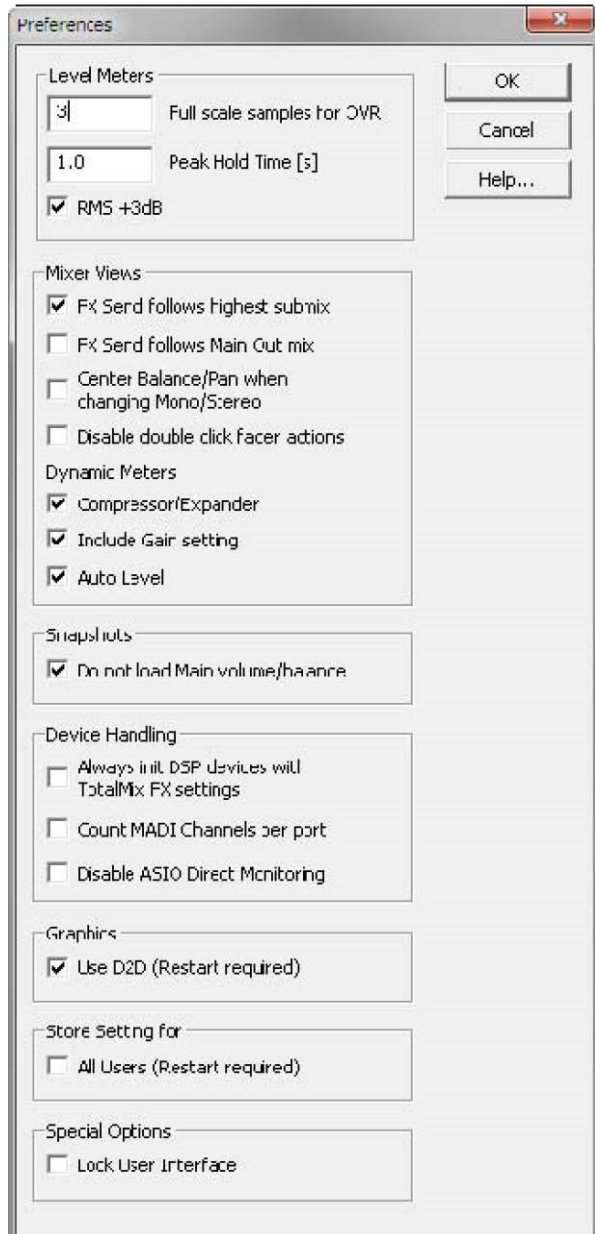 Preferences
Level Meters
3
Full scale samples for OVR
1.0
Peak Hold Time [s]
RMS +3dB
OK
Cancel
Help...
Mixer Views
FX Send follows highest submix
FX Send follows Main Out mix
Center Balance/Pan when
changing Mono/Stereo
Disable double click fader actions
Dynamic Meters
Compressor/Expander
Include Gain setting
Auto Level
Snapshots
Do not load Main volume/balance
Device Handling
Always init DSP devices with
TotalMix FX settings
Count MADI Channels per port
Disable ASIO Direct Monitoring
Graphics
Use D2D (Restart required)
Store Setting for
All Users (Restart required)
Special Options
Lock User Interface